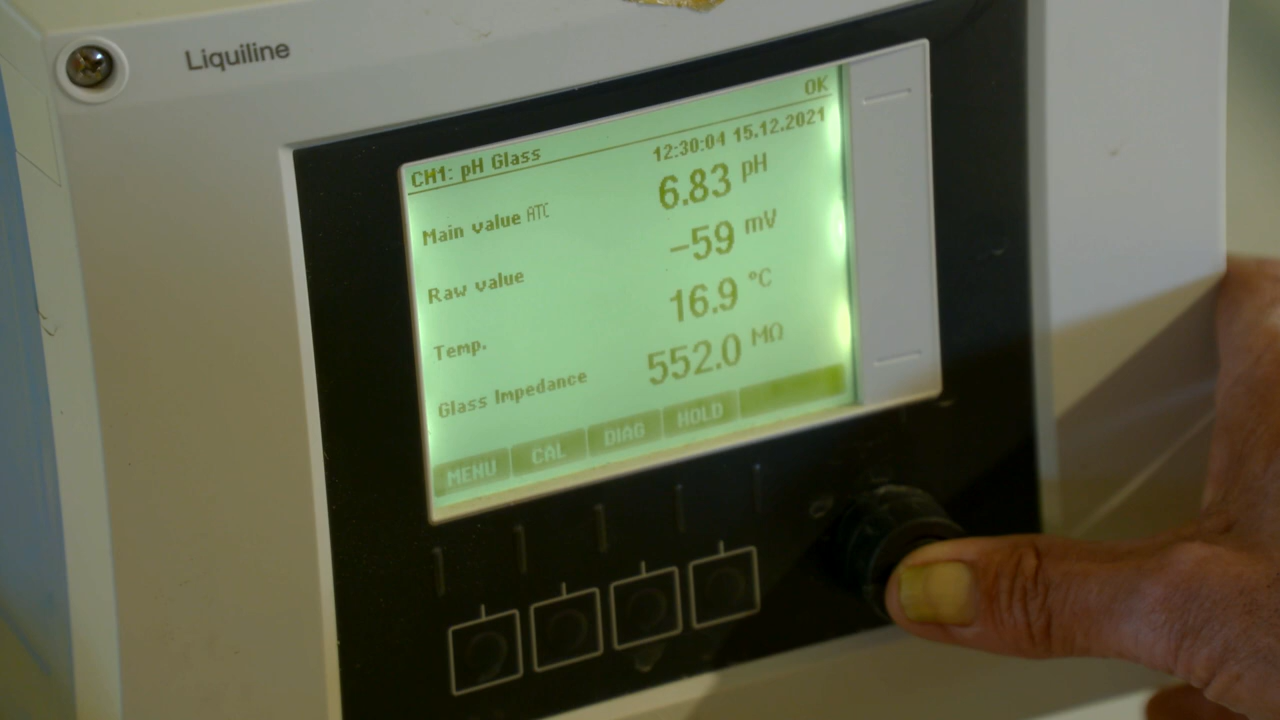 Liquiline
OK
CH1: pH Glass
12:30:04 15.12.2021
Main value ATC 6.83 pH
Raw value -59 mV
Temp. 16.9 °C
Glass Impedance 552.0 MΩ
MENU CAL DIAG HOLD